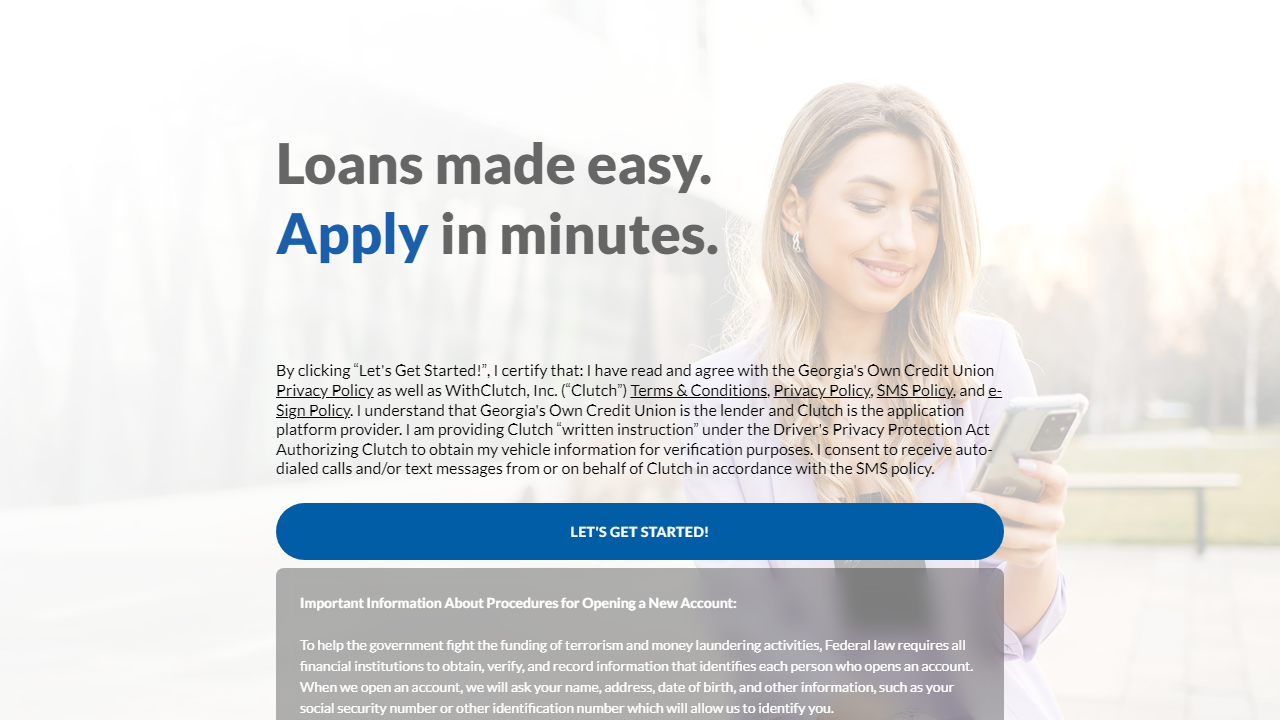 Loans made easy.
Apply in minutes.
By clicking “Let's Get Started!”, I certify that: I have read and agree with the Georgia's Own Credit Union
Privacy Policy as well as WithClutch, Inc. (“Clutch”) Terms & Conditions, Privacy Policy, SMS Policy, and e-
Sign Policy. I understand that Georgia's Own Credit Union is the lender and Clutch is the application
platform provider. I am providing Clutch “written instruction” under the Driver's Privacy Protection Act
Authorizing Clutch to obtain my vehicle information for verification purposes. I consent to receive auto-
dialed calls and/or text messages from or on behalf of Clutch in accordance with the SMS policy.
LET'S GET STARTED!
Important Information About Procedures for Opening a New Account:
To help the government fight the funding of terrorism and money laundering activities, Federal law requires all
financial institutions to obtain, verify, and record information that identifies each person who opens an account.
When we open an account, we will ask your name, address, date of birth, and other information, such as your
social security number or other identification number which will allow us to identify you.